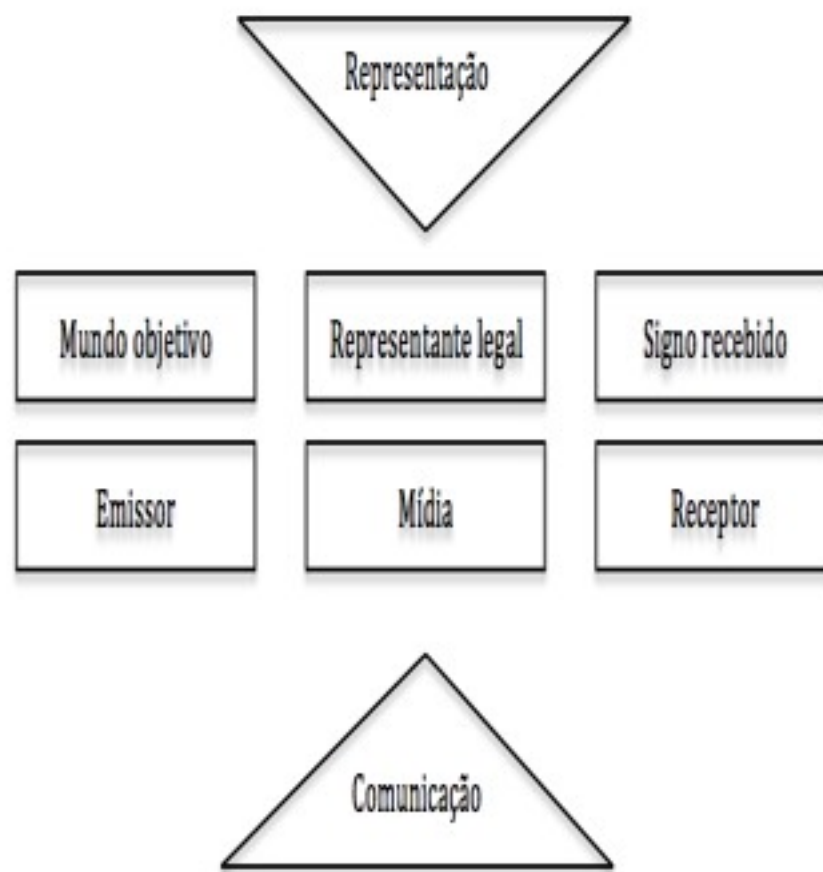 Representação
Mundo objetivo
Representante legal
Signo recebido
Emissor
Mídia
Receptor
Comunicação